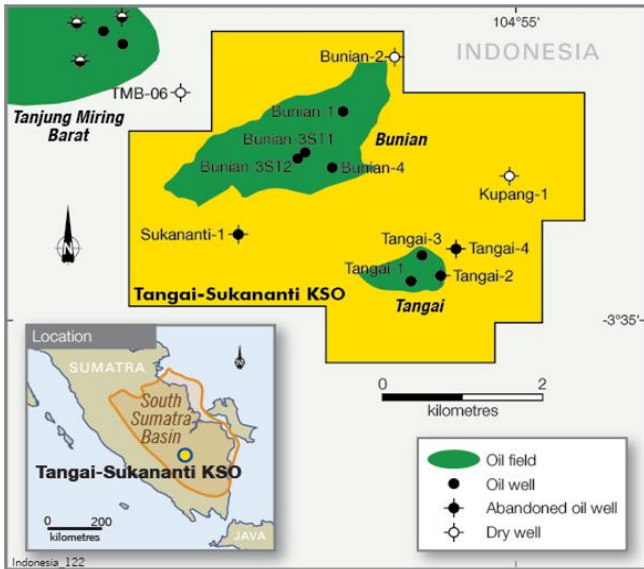 104°55'
INDONESIA
Bunian-2
TMB-06
Tanjung Miring
Barat
Bunian-1
Bunian
Bunian-3ST1
Bunian 3ST2
Bunian-4
Kupang-1
Sukananti-1
Tangai-3
Tangai-4
Tangai-1
Tangai-2
Tangai-Sukananti KSO
Tangai
N
-3°35'
Location
SUMATRA
N
South
Sumatra
Basin
Tangai-Sukananti KSO
0 200
kilometres
JAVA
0 2
kilometres
Oil field
Oil well
Abandoned oil well
Dry well
Indonesia_122